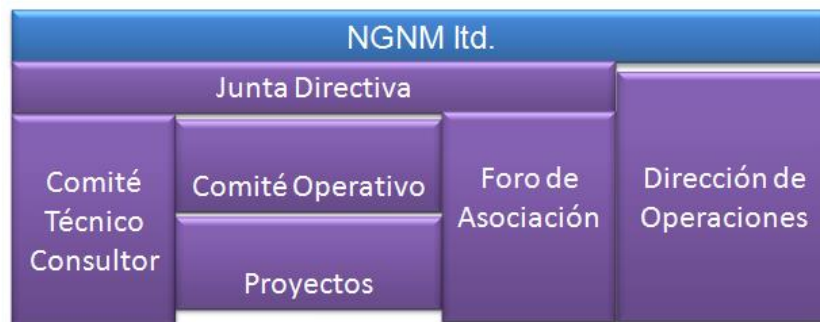 NGNM ltd.
Junta Directiva
Comité
Técnico
Consultor
Comité Operativo
Proyectos
Foro de
Asociación
Dirección de
Operaciones